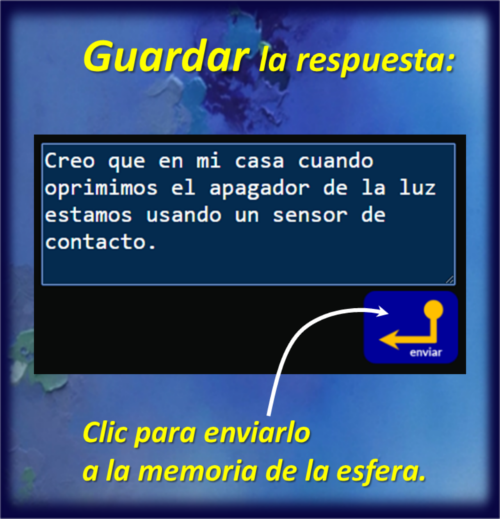 Guardar la respuesta:
Creo que en mi casa cuando
oprimimos el apagador de la luz
estamos usando un sensor de
contacto.
enviar
Clic para enviarlo
a la memoria de la esfera.